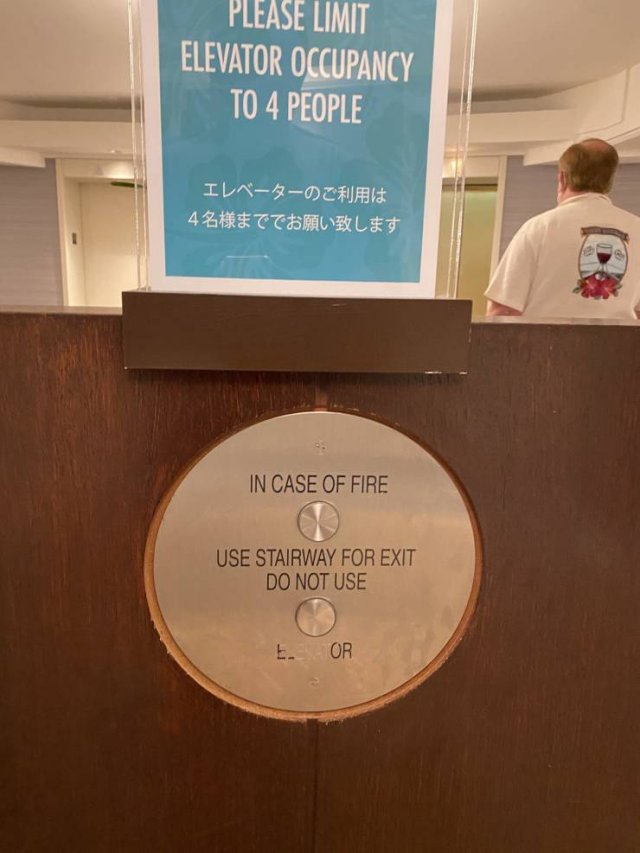 PLEASE LIMIT
ELEVATOR OCCUPANCY
TO 4 PEOPLE
エレベーターのご利用は
4名様まででお願い致します
IN CASE OF FIRE
USE STAIRWAY FOR EXIT
DO NOT USE